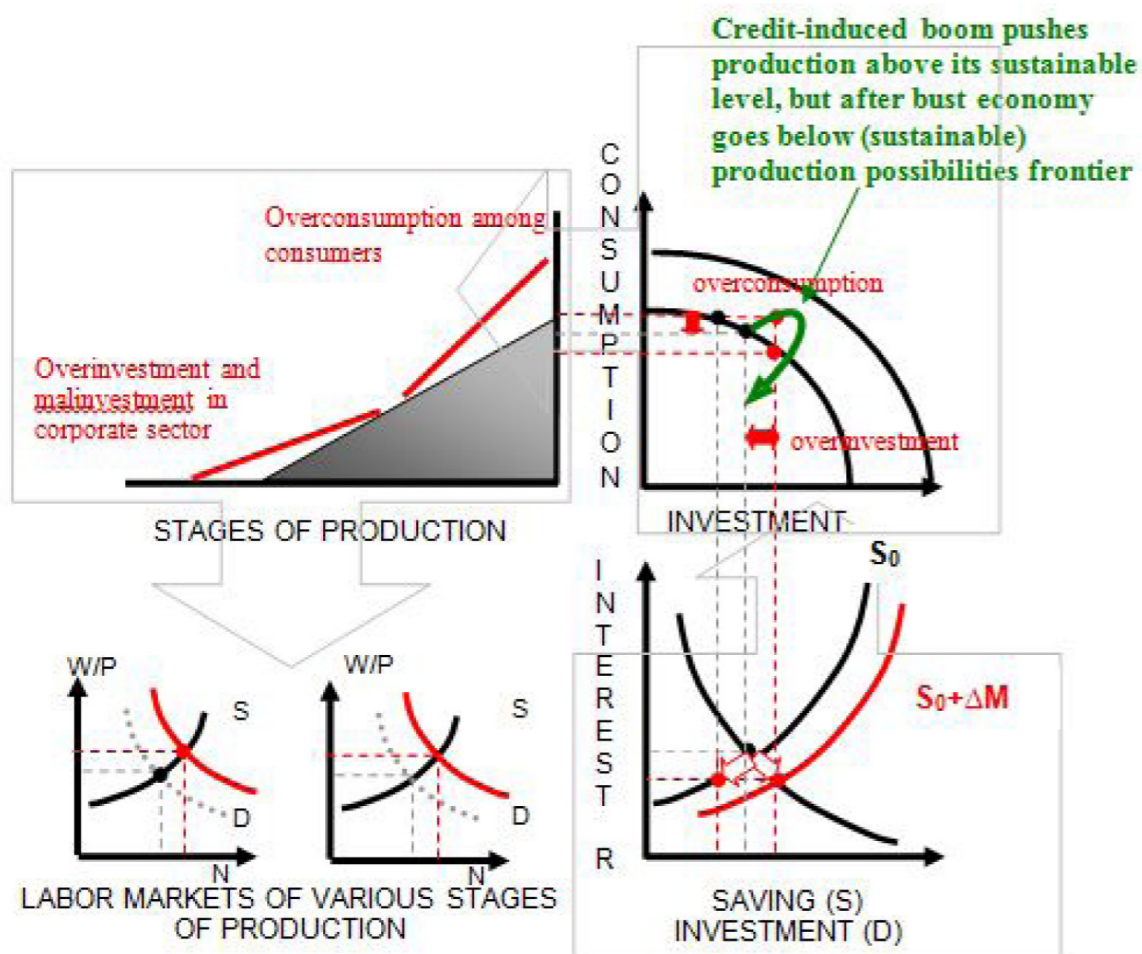 Credit-induced boom pushes
production above its sustainable
level, but after bust economy
goes below (sustainable)
production possibilities frontier
Overconsumption among
consumers
Overinvestment and
malinvestment in
corporate sector
STAGES OF PRODUCTION
CONSUMPTION
overconsumption
overinvestment
INVESTMENT
W/P
S
D
N
W/P
S
D
N
LABOR MARKETS OF VARIOUS STAGES
OF PRODUCTION
INTEREST R
S₀
S₀+ΔM
SAVING (S)
INVESTMENT (D)